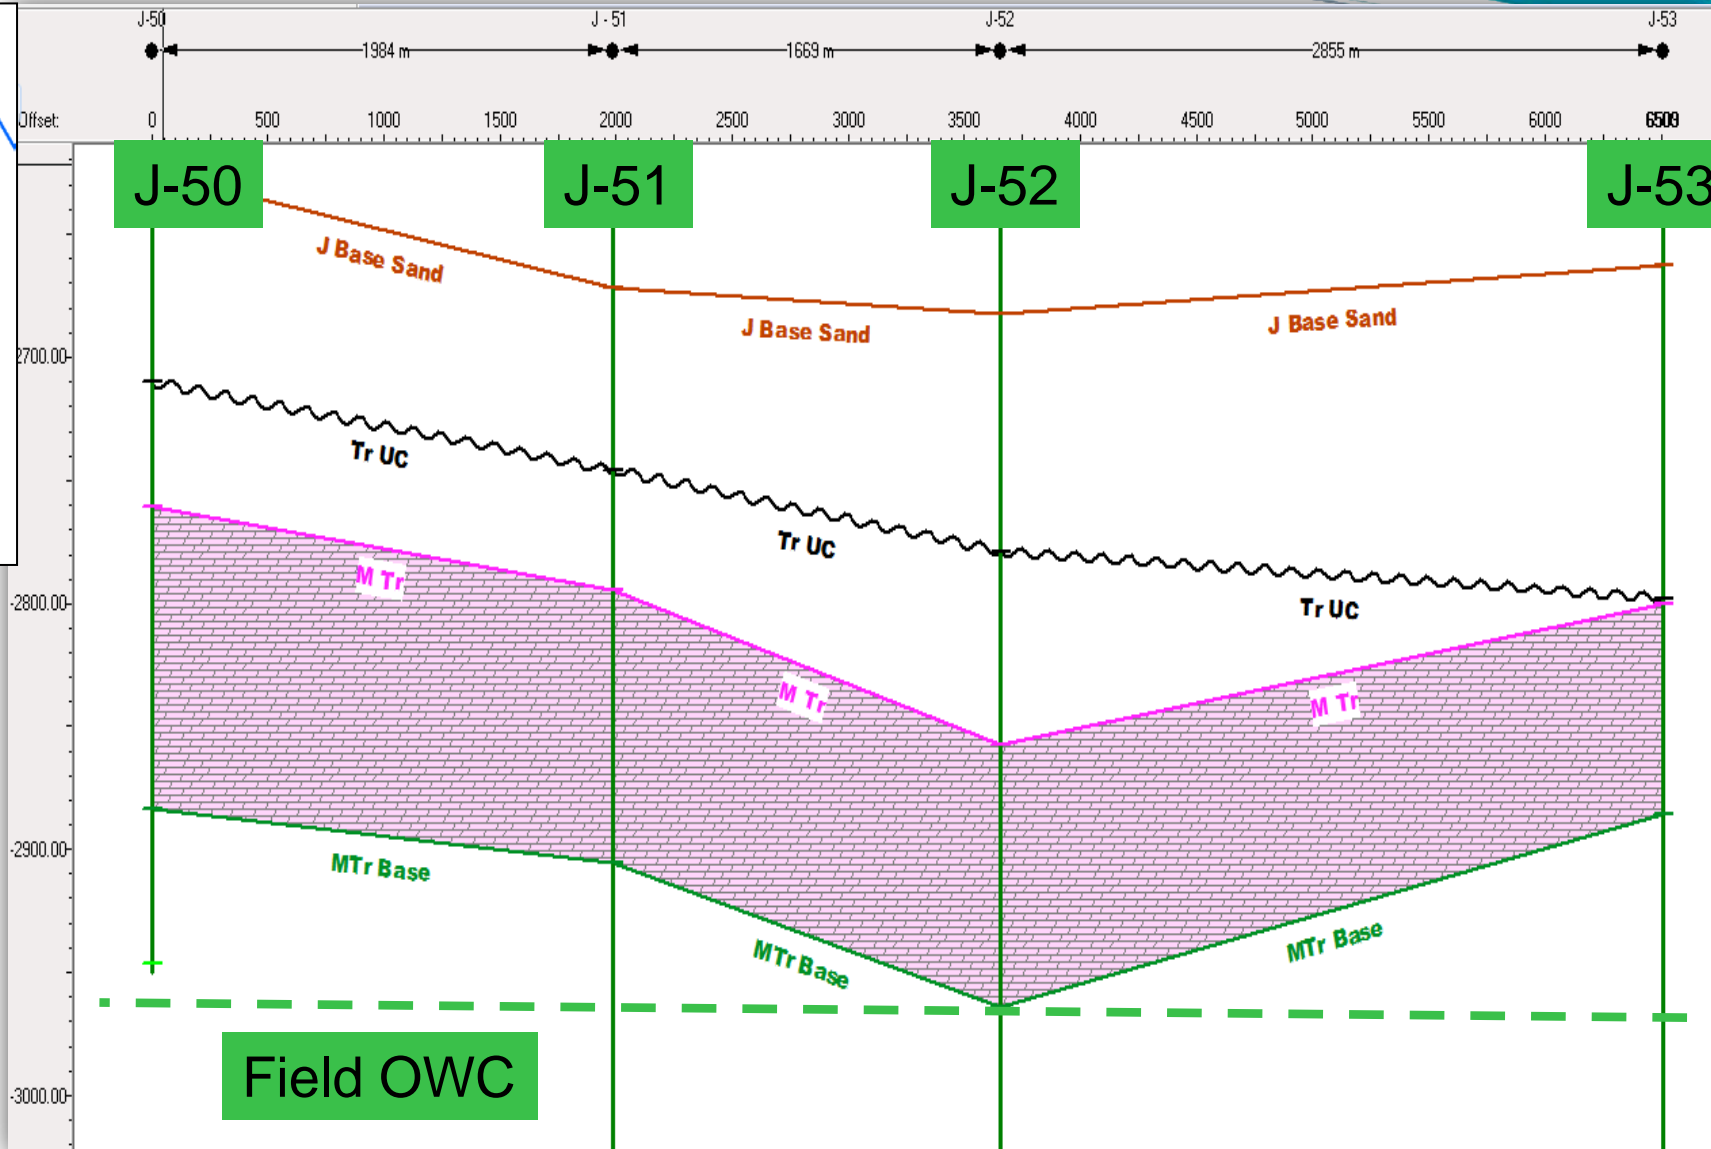 J-50 J - 51 J-52 J-53
1984 m 1669 m 2855 m
Offset: 0 500 1000 1500 2000 2500 3000 3500 4000 4500 5000 5500 6000 6509
J-50 J-51 J-52 J-53
J Base Sand
J Base Sand
J Base Sand
2700.00
Tr UC
Tr UC
Tr UC
M Tr
-2800.00
M Tr
M Tr
-2900.00
MTr Base
MTr Base
MTr Base
Field OWC
-3000.00